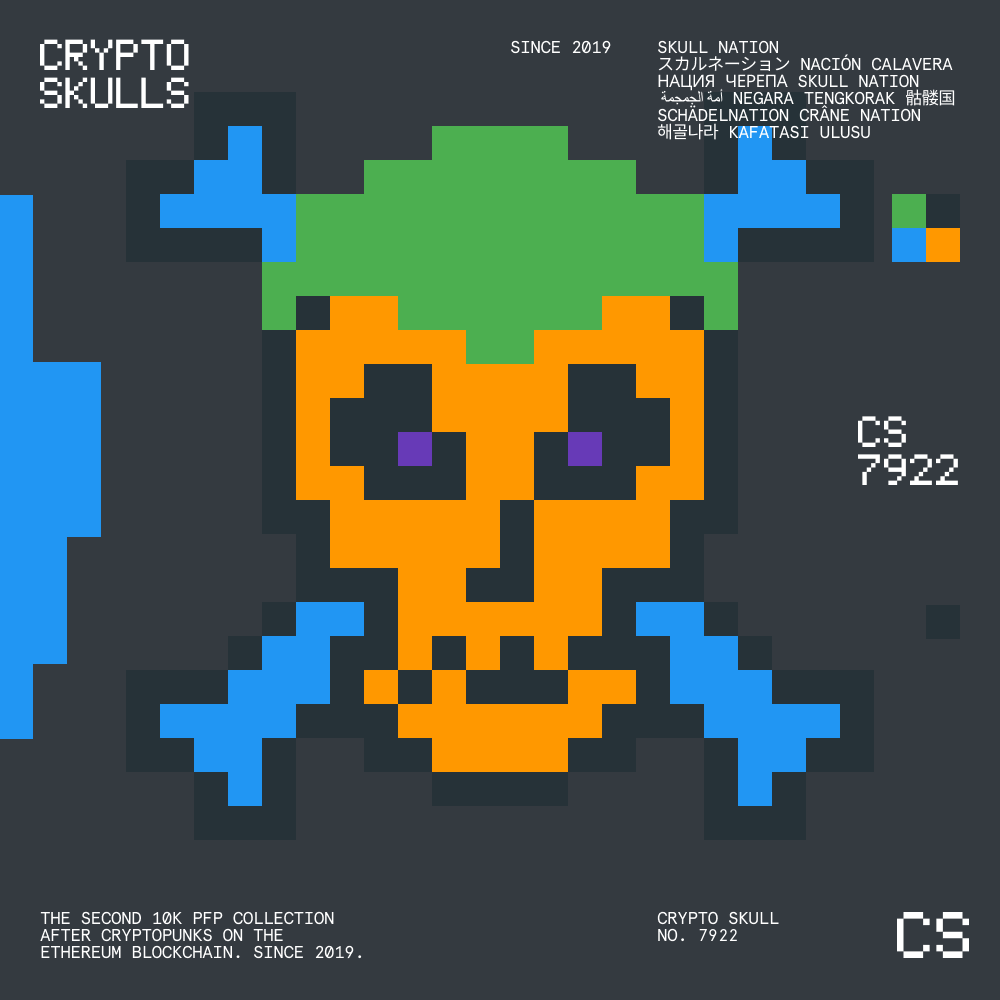 CRYPTO
SKULLS
SINCE 2019
SKULL NATION
スカルネーション NACIÓN CALAVERA
НАЦИЯ ЧЕРЕПА SKULL NATION
أمة الجمجمة NEGARA TENGKORAK 骷髅国
SCHÄDELNATION CRÂNE NATION
해골나라 KAFATASI ULUSU
CS
7922
THE SECOND 10K PFP COLLECTION
AFTER CRYPTOPUNKS ON THE
ETHEREUM BLOCKCHAIN. SINCE 2019.
CRYPTO SKULL
NO. 7922
CS